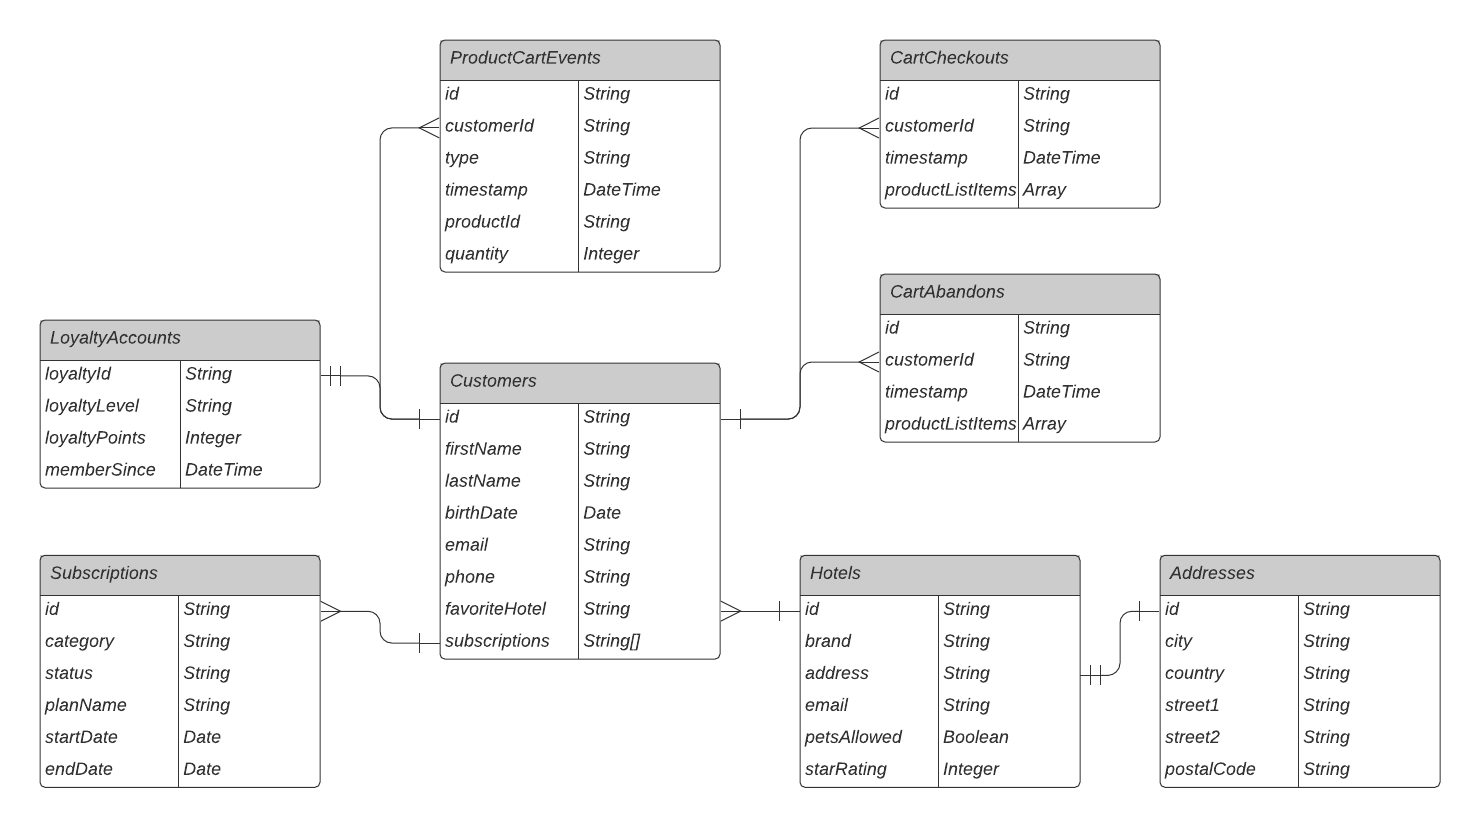 ProductCartEvents
id String
customerId String
type String
timestamp DateTime
productId String
quantity Integer
CartCheckouts
id String
customerId String
timestamp DateTime
productListItems Array
CartAbandons
id String
customerId String
timestamp DateTime
productListItems Array
LoyaltyAccounts
loyaltyId String
loyaltyLevel String
loyaltyPoints Integer
memberSince DateTime
Customers
id String
firstName String
lastName String
birthDate Date
email String
phone String
favoriteHotel String
subscriptions String[]
Subscriptions
id String
category String
status String
planName String
startDate Date
endDate Date
Hotels
id String
brand String
address String
email String
petsAllowed Boolean
starRating Integer
Addresses
id String
city String
country String
street1 String
street2 String
postalCode String